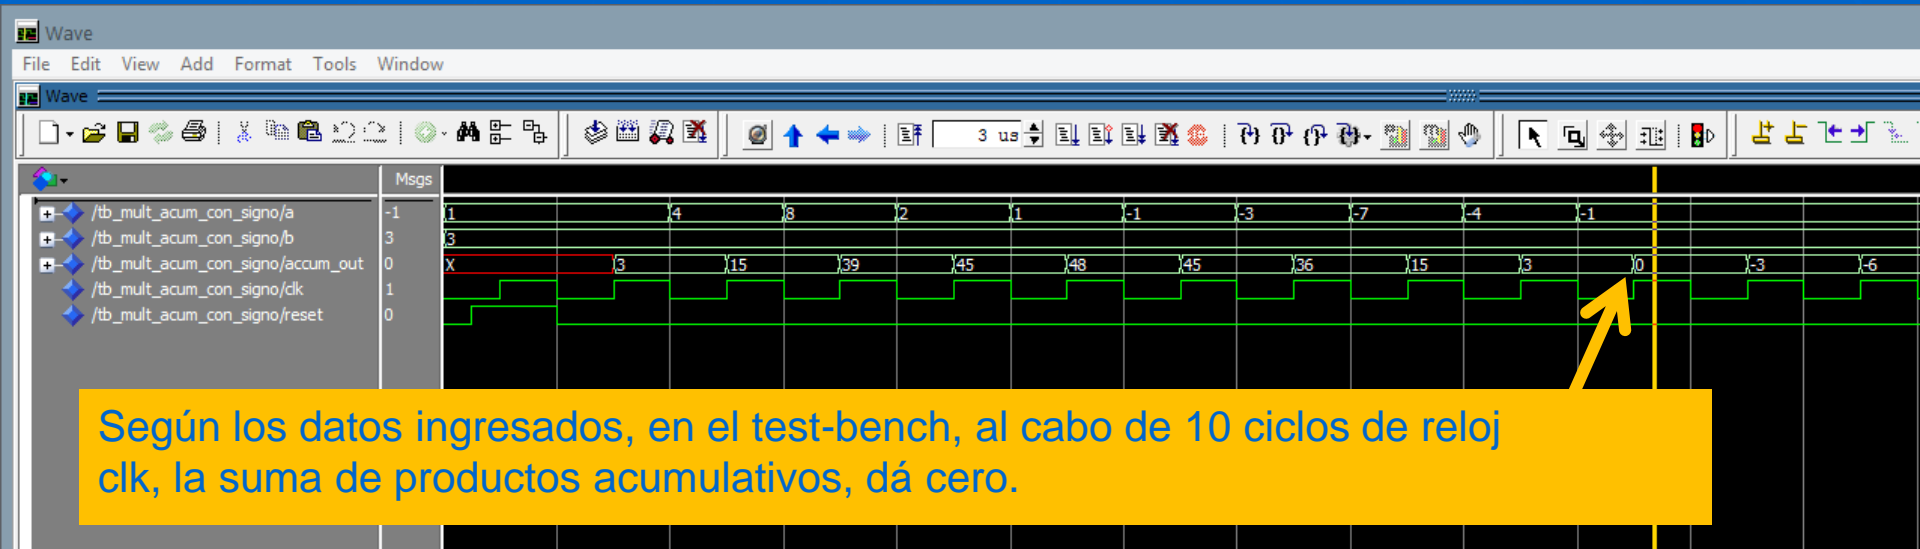 Wave
File Edit View Add Format Tools Window
Wave
3 us
Msgs
/tb_mult_acum_con_signo/a -1 1 4 8 2 1 -1 -3 -7 -4 -1
/tb_mult_acum_con_signo/b 3 3
/tb_mult_acum_con_signo/accum_out 0 X 3 15 39 45 48 45 36 15 3 0 -3 -6
/tb_mult_acum_con_signo/clk 1
/tb_mult_acum_con_signo/reset 0
Según los datos ingresados, en el test-bench, al cabo de 10 ciclos de reloj
clk, la suma de productos acumulativos, dá cero.